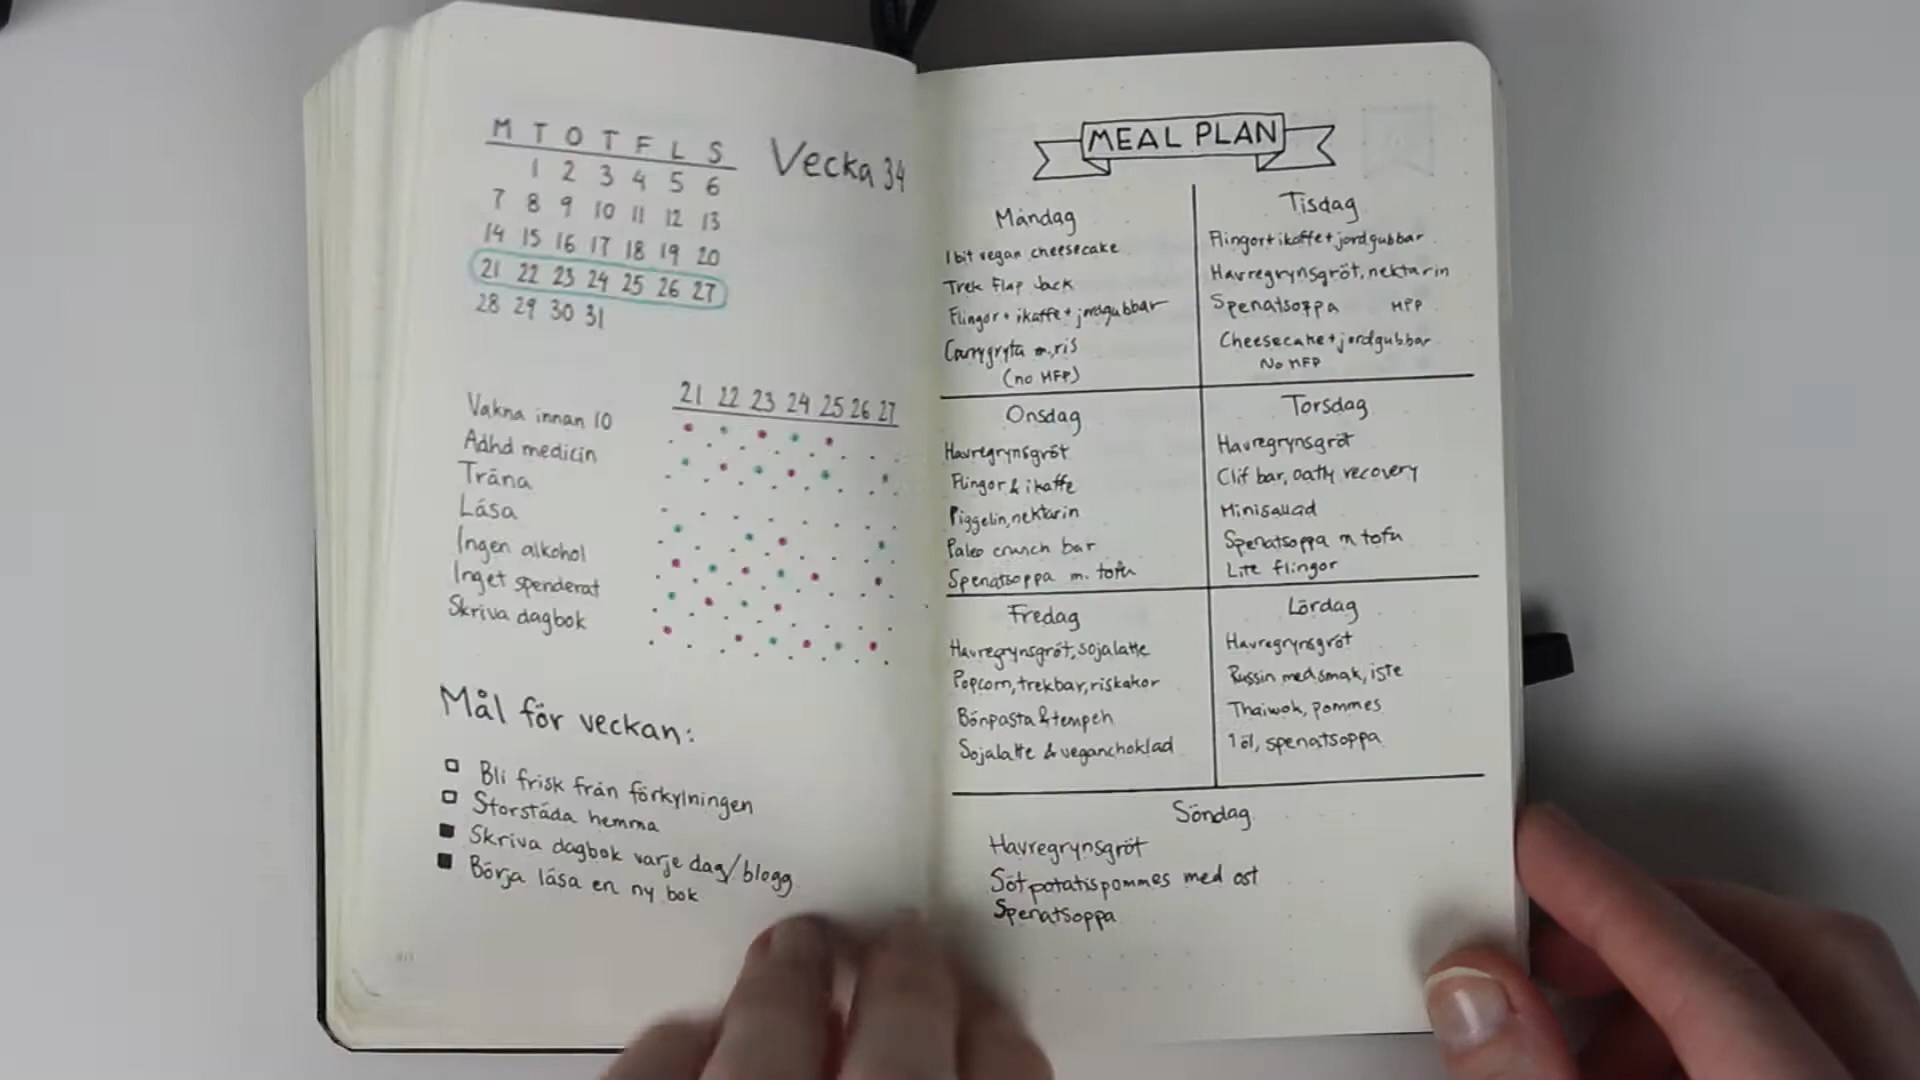 M T O T F L S
1 2 3 4 5 6
7 8 9 10 11 12 13
14 15 16 17 18 19 20
21 22 23 24 25 26 27
28 29 30 31
Vecka 34
21 22 23 24 25 26 27
Vakna innan 10
Adhd medicin
Träna
Läsa
Ingen alkohol
Inget spenderat
Skriva dagbok
Mål för veckan:
Bli frisk från förkylningen
Storstäda hemma
Skriva dagbok varje dag/blogg
Börja läsa en ny bok
MEAL PLAN
Måndag
1 bit vegan cheesecake
Trek Flap Jack
Flingor + ikaffe + jordgubbar
Currygryta m. ris
(no MFP)
Tisdag
Flingor + ikaffe + jordgubbar
Havregrynsgröt, nektarin
Spenatsoppa MFP
Cheesecake + jordgubbar
No MFP
Onsdag
Havregrynsgröt
Flingor & ikaffe
Piggelin, nektarin
Paleo crunch bar
Spenatsoppa m. tofu
Torsdag
Havregrynsgröt
Clif bar, oatly recovery
Minisallad
Spenatsoppa m tofu
Lite flingor
Fredag
Havregrynsgröt, sojalatte
Popcorn, trekbar, riskakor
Bönpasta & tempeh
Sojalatte & veganchoklad
Lördag
Havregrynsgröt
Russin med smak, iste
Thaiwok, pommes
1 öl, spenatsoppa
Söndag
Havregrynsgröt
Sötpotatispommes med ost
Spenatsoppa